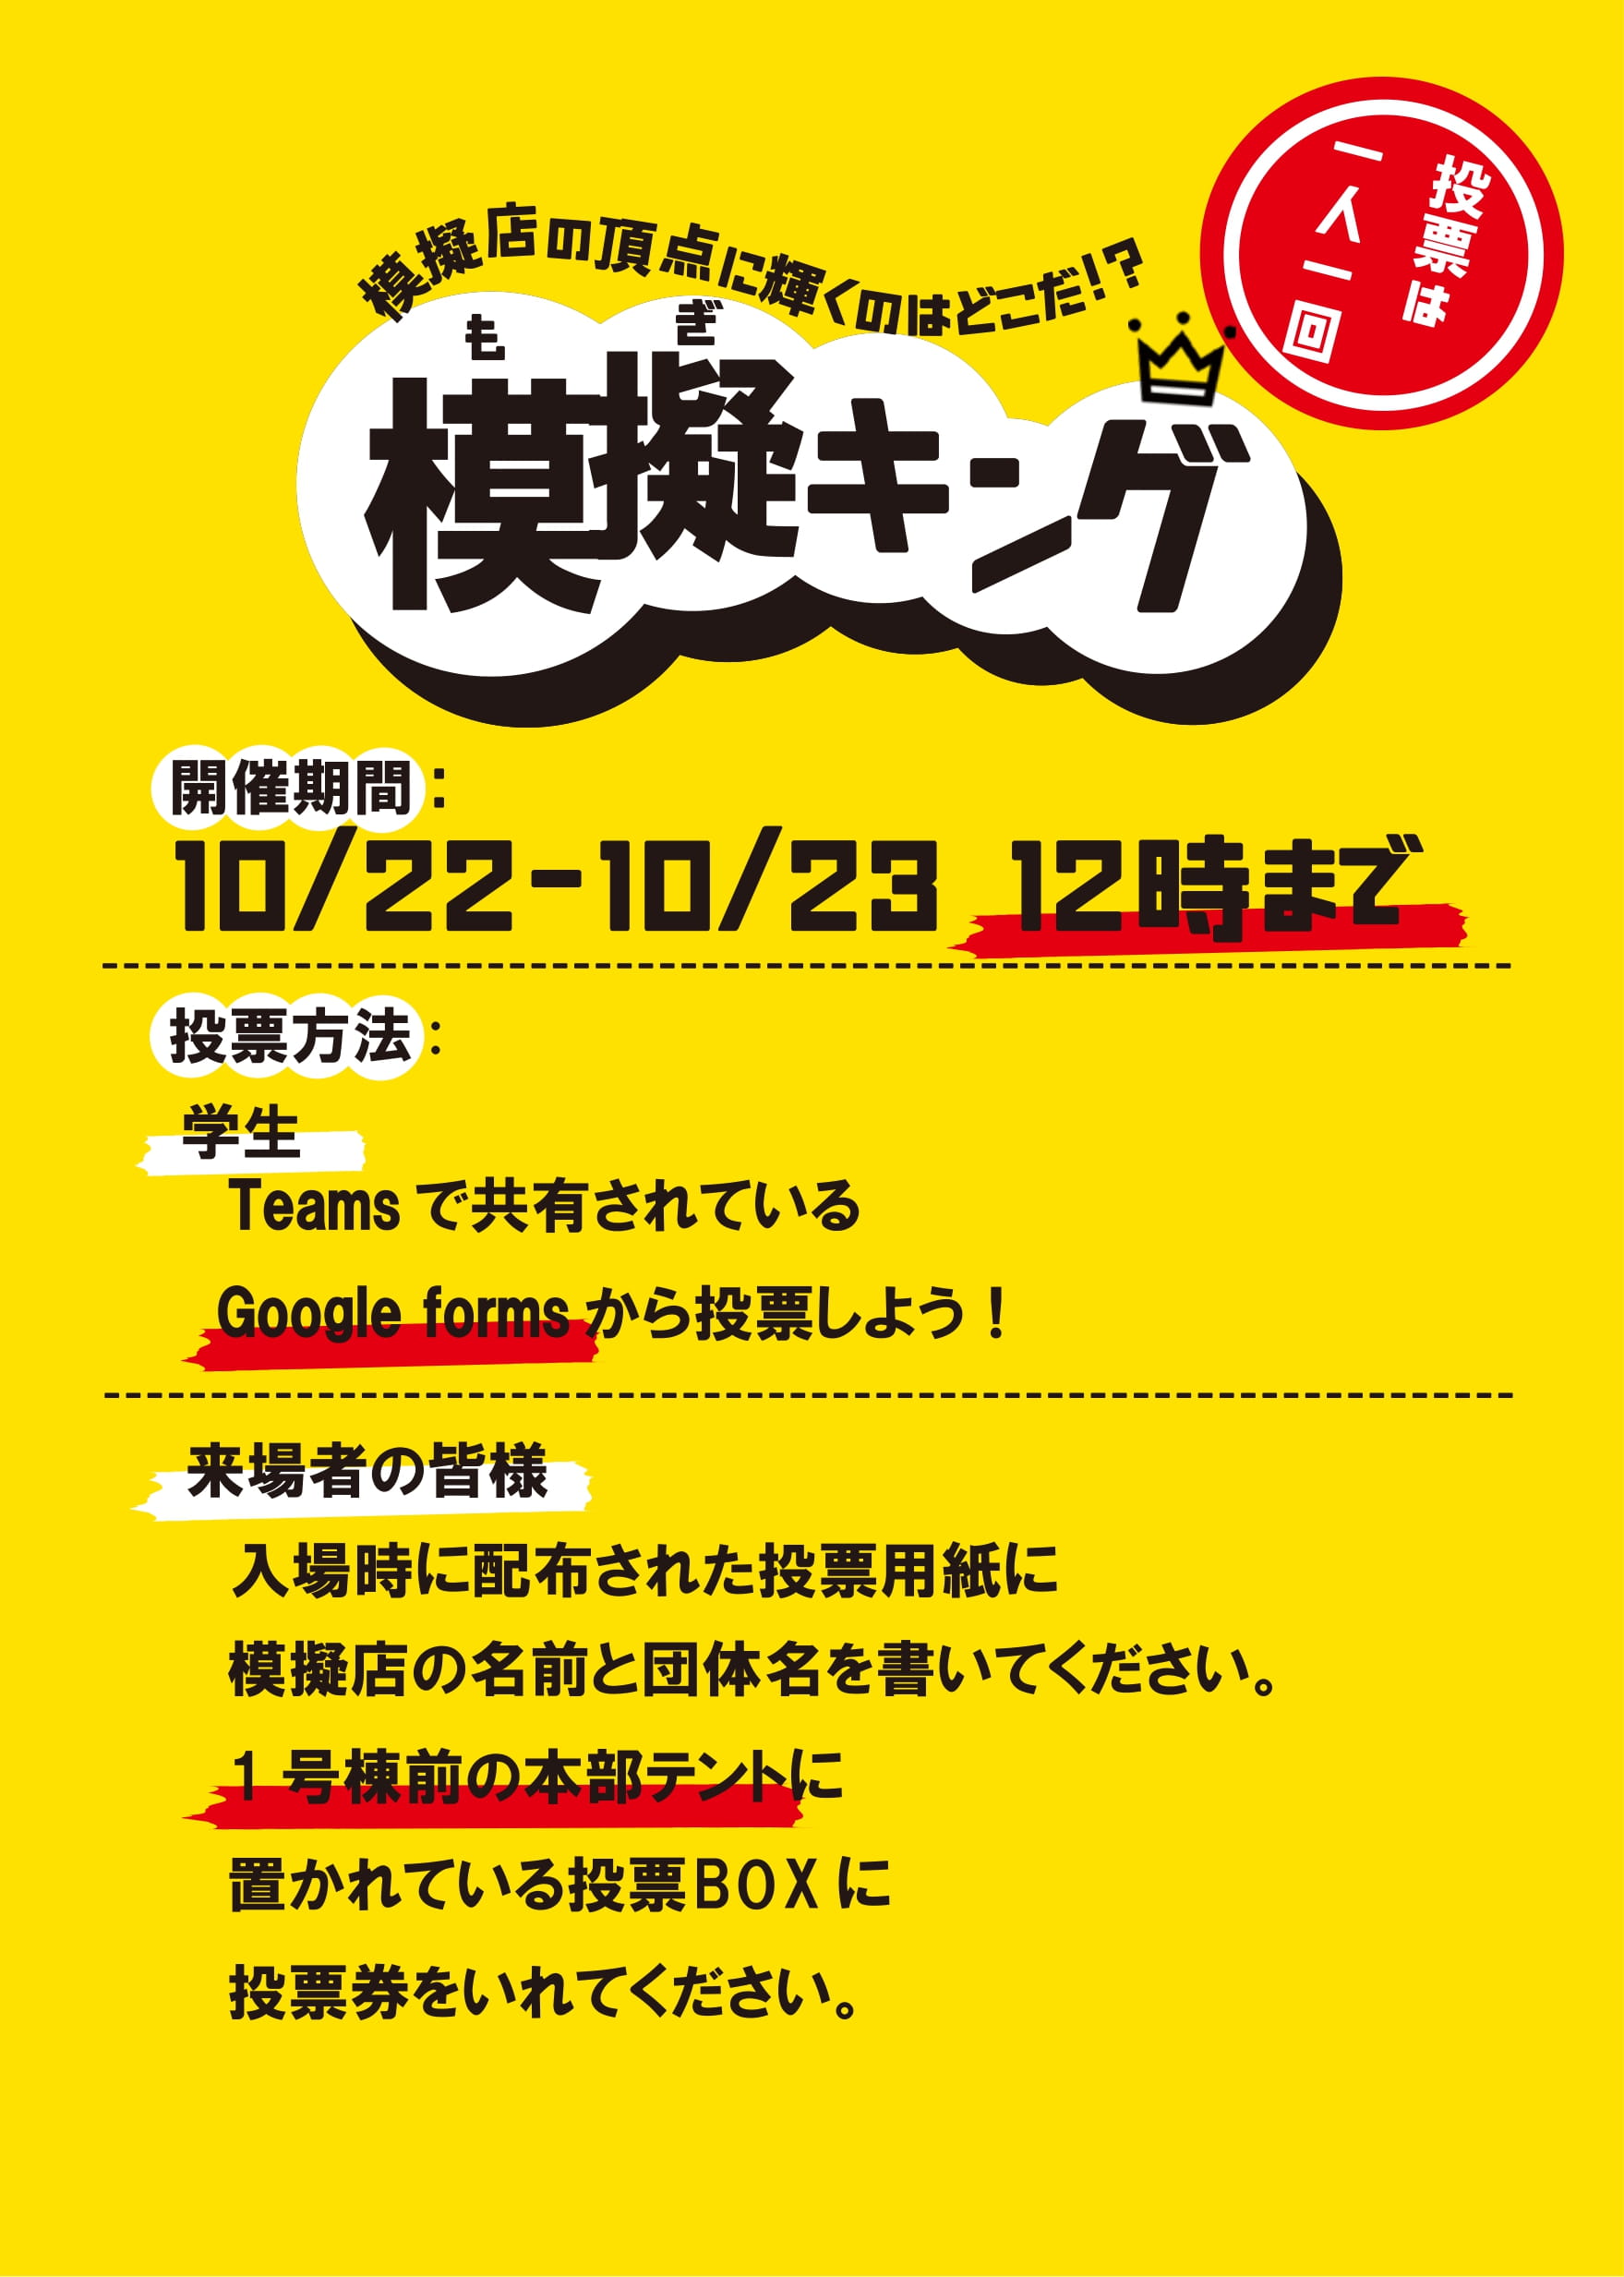 投票は
一人一回
模擬店の頂点に輝くのはどこだ!?
もぎ
模擬キング
開催期間：
10/22-10/23 12時まで
投票方法：
学生
Teams で共有されている
Google forms から投票しよう！
来場者の皆様
入場時に配布された投票用紙に
模擬店の名前と団体名を書いてください。
1 号棟前の本部テントに
置かれている投票BOX に
投票券をいれてください。